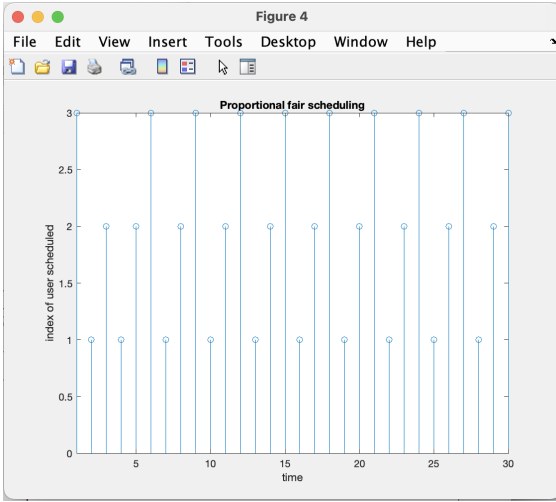 Figure 4
File Edit View Insert Tools Desktop Window Help
Proportional fair scheduling
3
2.5
2
1.5
1
0.5
0
index of user scheduled
5 10 15 20 25 30
time